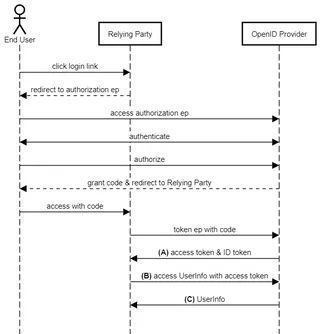 End User
Relying Party
OpenID Provider
click login link
redirect to authorization ep
access authorization ep
authenticate
authorize
grant code & redirect to Relying Party
access with code
token ep with code
(A) access token & ID token
(B) access UserInfo with access token
(C) UserInfo